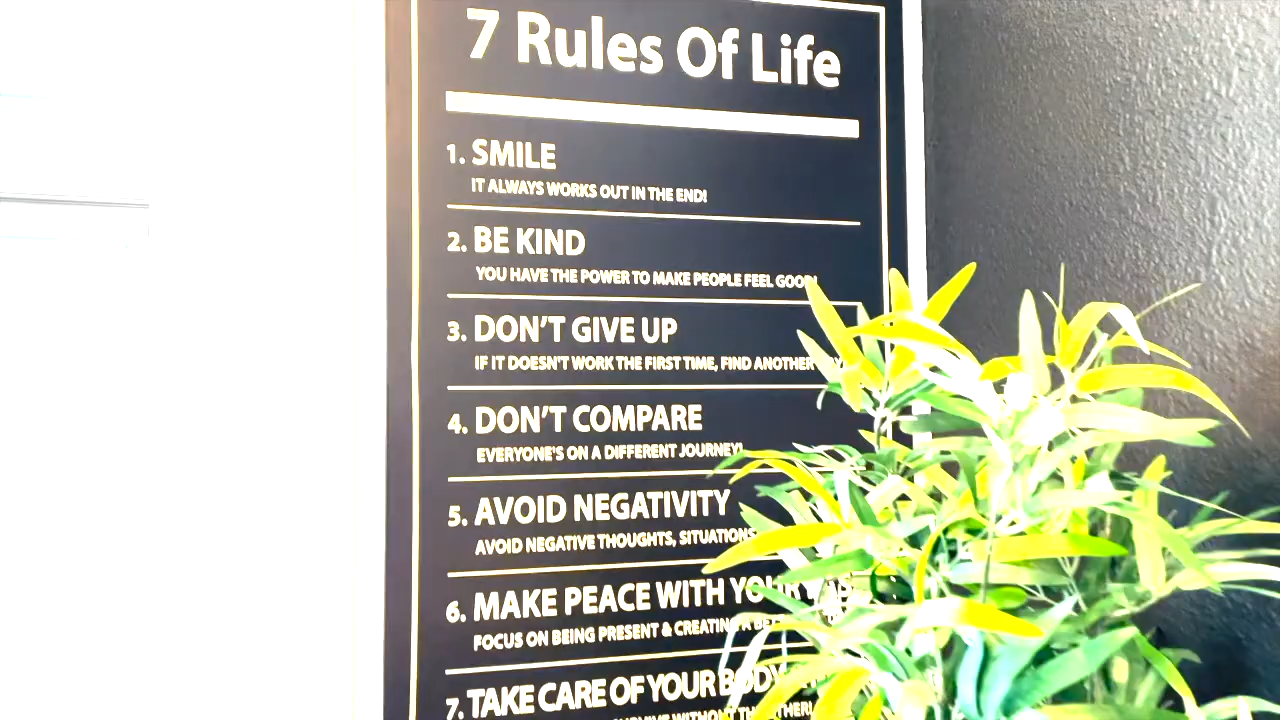 7 Rules Of Life
1. SMILE
IT ALWAYS WORKS OUT IN THE END!
2. BE KIND
YOU HAVE THE POWER TO MAKE PEOPLE FEEL GOOD!
3. DON'T GIVE UP
IF IT DOESN'T WORK THE FIRST TIME, FIND ANOTHER
4. DON'T COMPARE
EVERYONE'S ON A DIFFERENT JOURNEY!
5. AVOID NEGATIVITY
AVOID NEGATIVE THOUGHTS, SITUATIONS
6. MAKE PEACE WITH YOUR
FOCUS ON BEING PRESENT & CREATING A
7. TAKE CARE OF YOUR BODY
WITHOUT